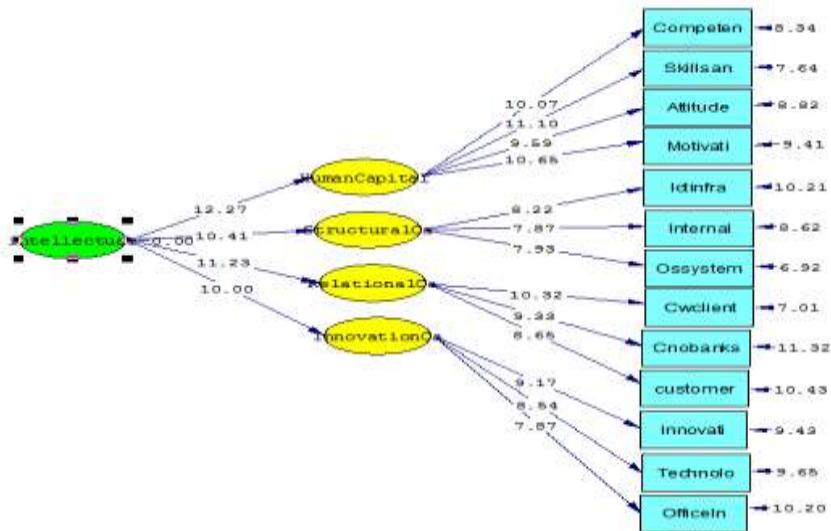 Competen
8.34
Skillsan
7.64
10.07
Attitude
8.82
11.10
9.59
Motivati
9.41
10.65
HumanCapital
Ictinfra
10.21
12.27
8.22
Internal
8.62
10.41
StructuralCa
7.87
Intellectua
0.00
7.93
Ossystem
6.92
11.23
RelationalCa
10.32
Cwclient
7.01
10.00
9.33
8.65
InnovationCa
Cnobanks
11.32
customer
10.43
9.17
8.54
Innovati
9.43
7.87
Technolo
9.65
OfficeIn
10.20